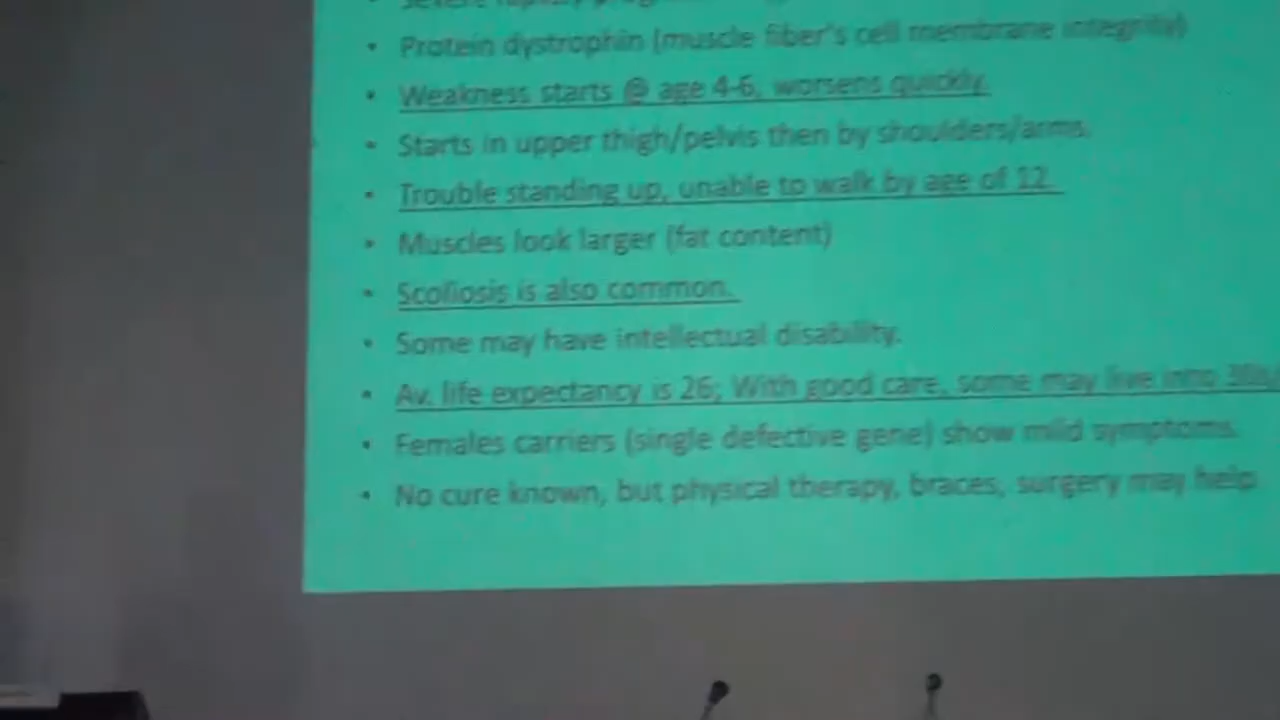 • Protein dystrophin (muscle fiber's cell membrane integrity)
• Weakness starts @ age 4-6, worsens quickly.
• Starts in upper thigh/pelvis then by shoulders/arms.
• Trouble standing up, unable to walk by age of 12.
• Muscles look larger (fat content)
• Scoliosis is also common.
• Some may have intellectual disability.
• Av. life expectancy is 26; With good care, some may live into
• Females carriers (single defective gene) show mild symptoms.
• No cure known, but physical therapy, braces, surgery may help